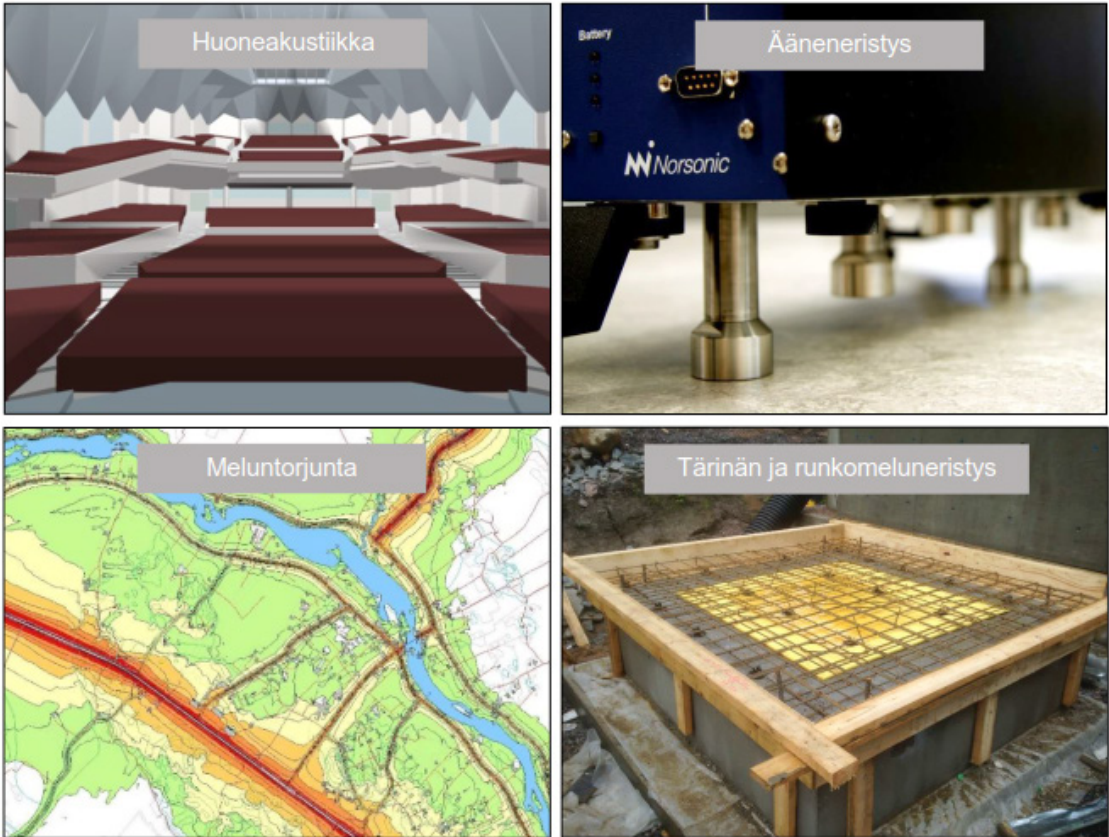 Huoneakustiikka
Ääneneristys
Battery
Norsonic
Meluntorjunta
Tärinän ja runkomeluneristys